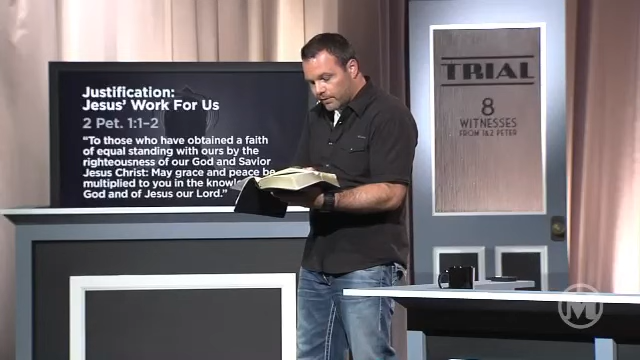 Justification:
Jesus' Work For Us
2 Pet. 1:1-2
"To those who have obtained a faith
of equal standing with ours by the
righteousness of our God and Savior
Jesus Christ: May grace and peace be
multiplied to you in the
God and of Jesus our Lord."
TRIAL
8
WITNESSES
FROM 1&2 PETER
M